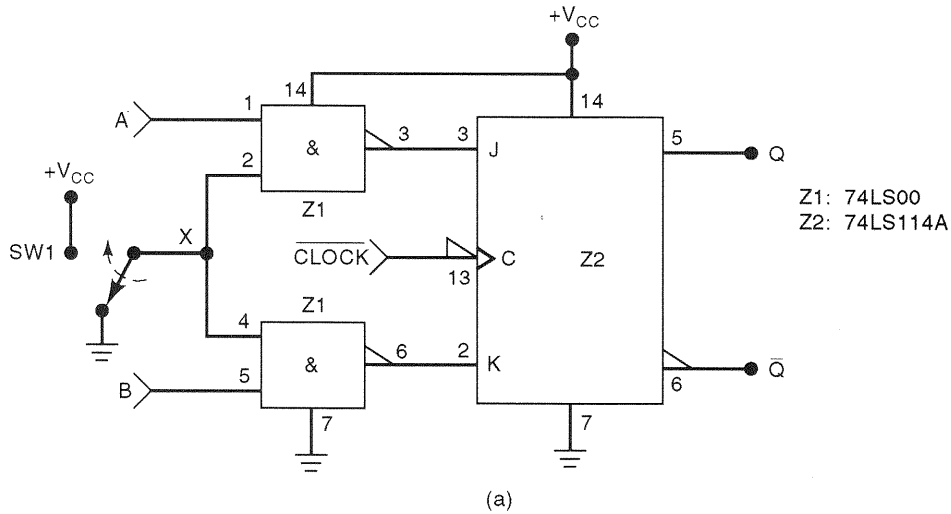 +VCC
14
14
A
1
3
3
J
5
Q
&
2
Z1
+VCC
Z1: 74LS00
Z2: 74LS114A
SW1
X
CLOCK
13
C
Z2
Z1
4
6
2
K
&
B
5
6
Q̅
7
7
(a)